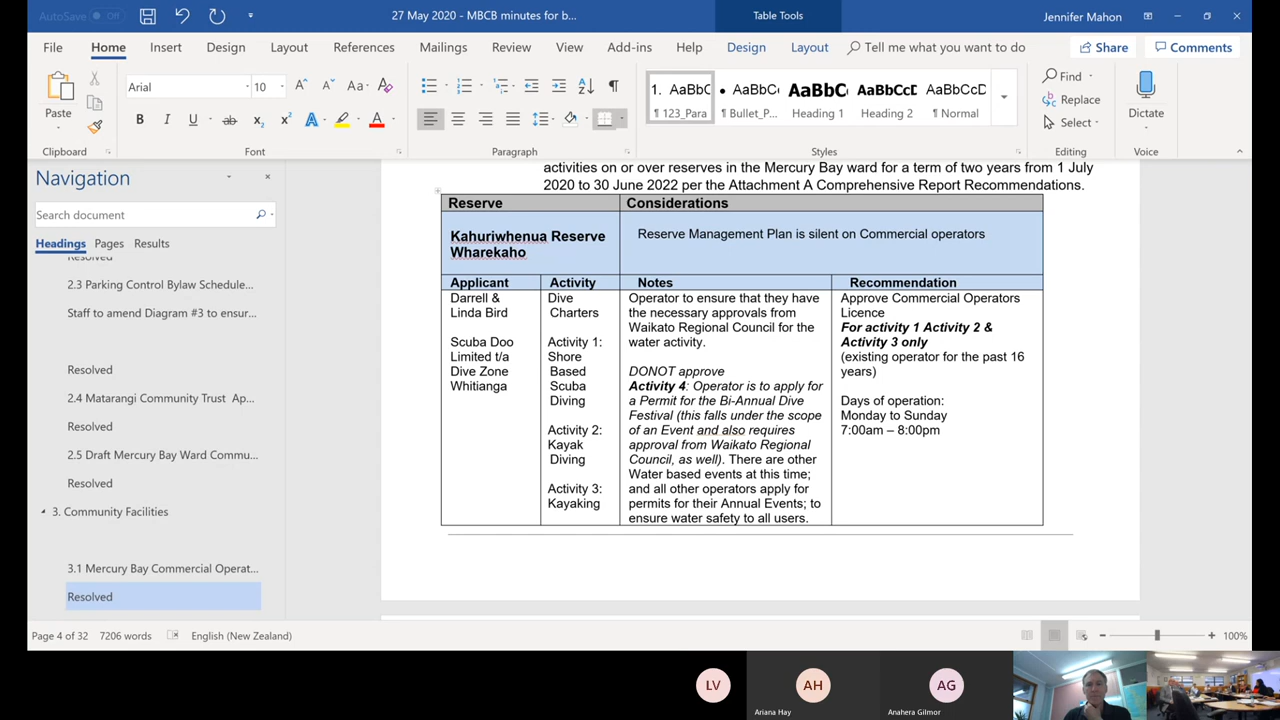 AutoSave Off
27 May 2020 - MBCB minutes for b...
Table Tools
Jennifer Mahon
File Home Insert Design Layout References Mailings Review View Add-ins Help Design Layout Tell me what you want to do Share Comments
Paste
Clipboard
Arial 10
Aa
B I U ab x₂ x² A A
Font
Paragraph
1. AaBbC
¶ 123_Para
• AaBbC
¶ Bullet_P...
AaBbC
Heading 1
AaBbCcD
Heading 2
AaBbCcD
¶ Normal
Styles
Find
Replace
Select
Editing
Dictate
Voice
Navigation
Search document
Headings Pages Results
Resolved
2.3 Parking Control Bylaw Schedule...
Staff to amend Diagram #3 to ensur...
Resolved
2.4 Matarangi Community Trust Ap...
Resolved
2.5 Draft Mercury Bay Ward Commu...
Resolved
3. Community Facilities
3.1 Mercury Bay Commercial Operat...
Resolved
activities on or over reserves in the Mercury Bay ward for a term of two years from 1 July
2020 to 30 June 2022 per the Attachment A Comprehensive Report Recommendations.
Reserve
Considerations
Kahuriwhenua Reserve
Wharekaho
Reserve Management Plan is silent on Commercial operators
Applicant
Activity
Notes
Recommendation
Darrell &
Linda Bird
Scuba Doo
Limited t/a
Dive Zone
Whitianga
Dive
Charters
Activity 1:
Shore
Based
Scuba
Diving
Activity 2:
Kayak
Diving
Activity 3:
Kayaking
Operator to ensure that they have
the necessary approvals from
Waikato Regional Council for the
water activity.
DONOT approve
Activity 4: Operator is to apply for
a Permit for the Bi-Annual Dive
Festival (this falls under the scope
of an Event and also requires
approval from Waikato Regional
Council, as well). There are other
Water based events at this time;
and all other operators apply for
permits for their Annual Events; to
ensure water safety to all users.
Approve Commercial Operators
Licence
For activity 1 Activity 2 &
Activity 3 only
(existing operator for the past 16
years)
Days of operation:
Monday to Sunday
7:00am – 8:00pm
Page 4 of 32 7206 words English (New Zealand) 100%
LV
AH
Ariana Hay
AG
Anahera Gilmor